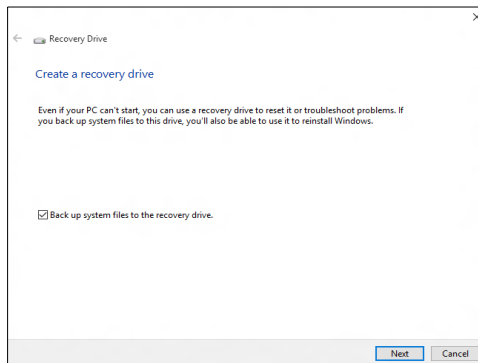 Recovery Drive
Create a recovery drive
Even if your PC can't start, you can use a recovery drive to reset it or troubleshoot problems. If
you back up system files to this drive, you'll also be able to use it to reinstall Windows.
Back up system files to the recovery drive.
Next Cancel